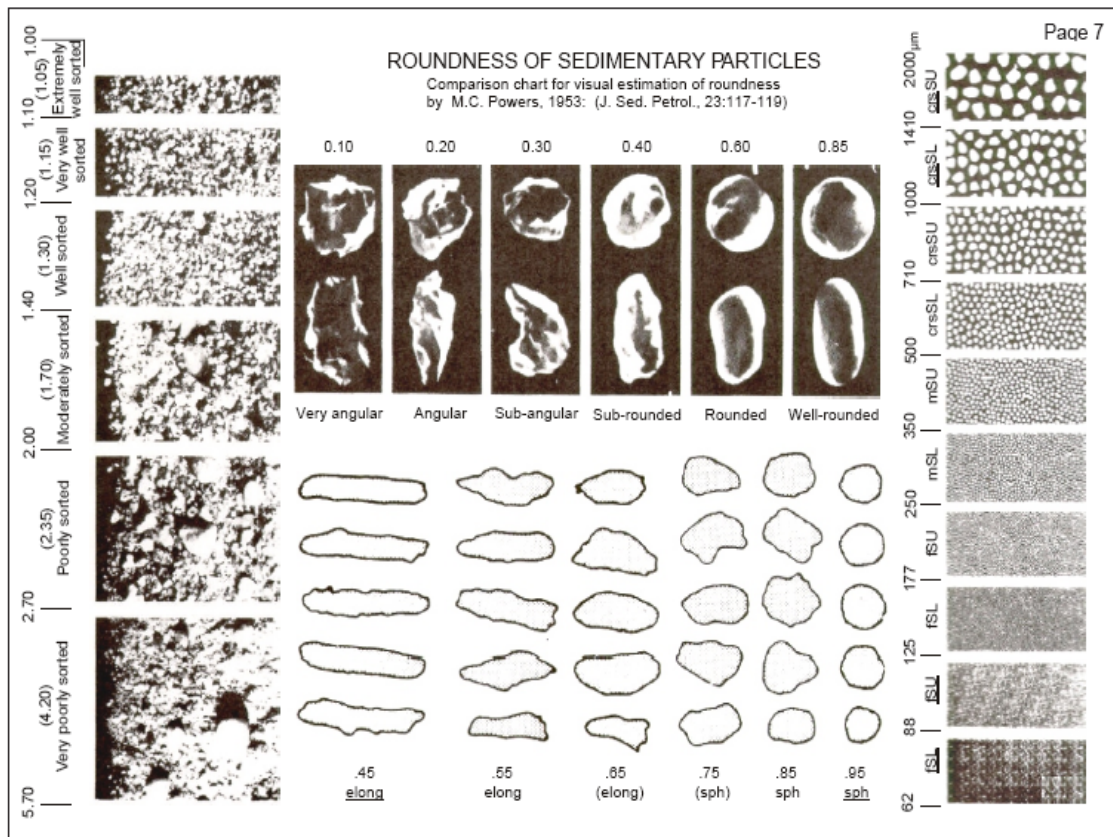 Page 7
ROUNDNESS OF SEDIMENTARY PARTICLES
Comparison chart for visual estimation of roundness
by M.C. Powers, 1953: (J. Sed. Petrol., 23:117-119)
0.10 0.20 0.30 0.40 0.60 0.85
Very angular Angular Sub-angular Sub-rounded Rounded Well-rounded
.45 .55 .65 .75 .85 .95
elong elong (elong) (sph) sph sph
1.00
(1.05)
Extremely
well sorted
1.10
(1.15)
Very well
sorted
1.20
(1.30)
Well sorted
1.40
(1.70)
Moderately sorted
2.00
(2.35)
Poorly sorted
2.70
(4.20)
Very poorly sorted
5.70
2000 µm
crsSU
1410
crsSL
1000
crsSU
710
crsSL
500
mSU
350
mSL
250
fSU
177
fSL
125
fSU
88
fSL
62